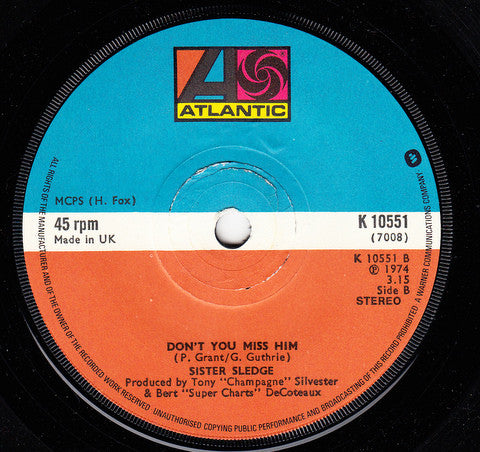 ATLANTIC
MCPS (H. Fox)
45 rpm
Made in UK
K 10551
(7008)
K 10551 B
℗ 1974
3.15
Side B
STEREO
DON'T YOU MISS HIM
(P. Grant/G. Guthrie)
SISTER SLEDGE
Produced by Tony "Champagne" Silvester
& Bert "Super Charts" DeCoteaux
ALL RIGHTS OF THE MANUFACTURER AND OF THE OWNER OF THE RECORDED WORK RESERVED
UNAUTHORISED COPYING PUBLIC PERFORMANCE AND BROADCASTING OF THIS RECORD PROHIBITED
A WARNER COMMUNICATIONS COMPANY